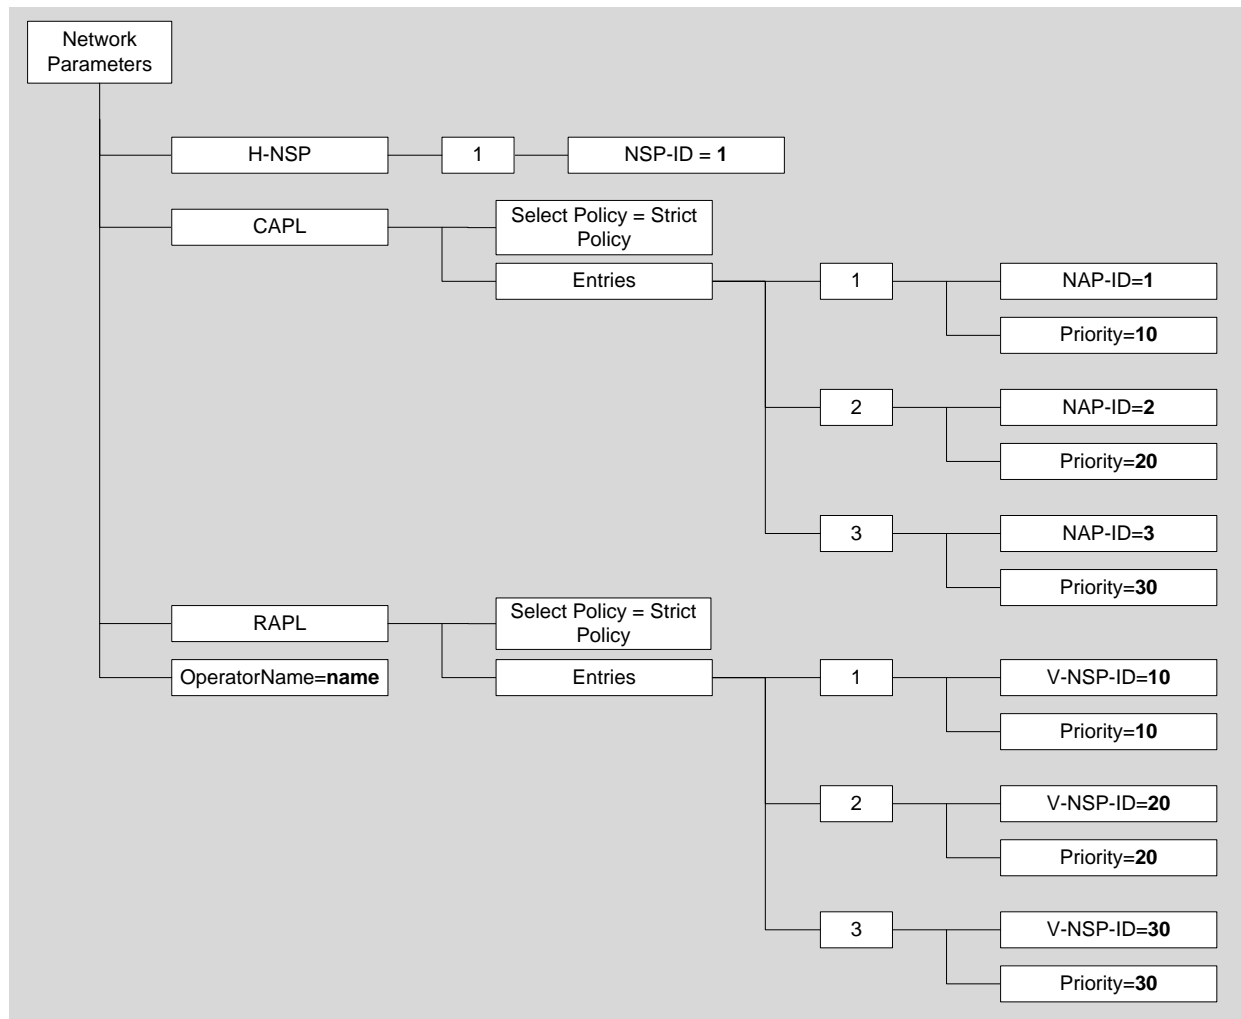 Network
Parameters
H-NSP
1
NSP-ID = 1
CAPL
Select Policy = Strict
Policy
Entries
1
NAP-ID=1
Priority=10
2
NAP-ID=2
Priority=20
3
NAP-ID=3
Priority=30
RAPL
Select Policy = Strict
Policy
OperatorName=name
Entries
1
V-NSP-ID=10
Priority=10
2
V-NSP-ID=20
Priority=20
3
V-NSP-ID=30
Priority=30